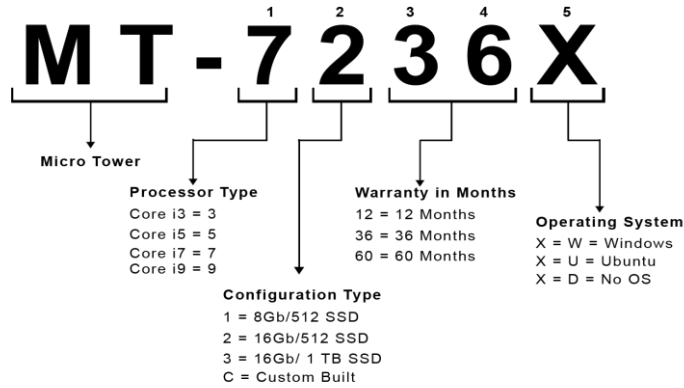 1 2 3 4 5
MT-7236X
Micro Tower
Processor Type
Core i3 = 3
Core i5 = 5
Core i7 = 7
Core i9 = 9
Configuration Type
1 = 8Gb/512 SSD
2 = 16Gb/512 SSD
3 = 16Gb/ 1 TB SSD
C = Custom Built
Warranty in Months
12 = 12 Months
36 = 36 Months
60 = 60 Months
Operating System
X = W = Windows
X = U = Ubuntu
X = D = No OS